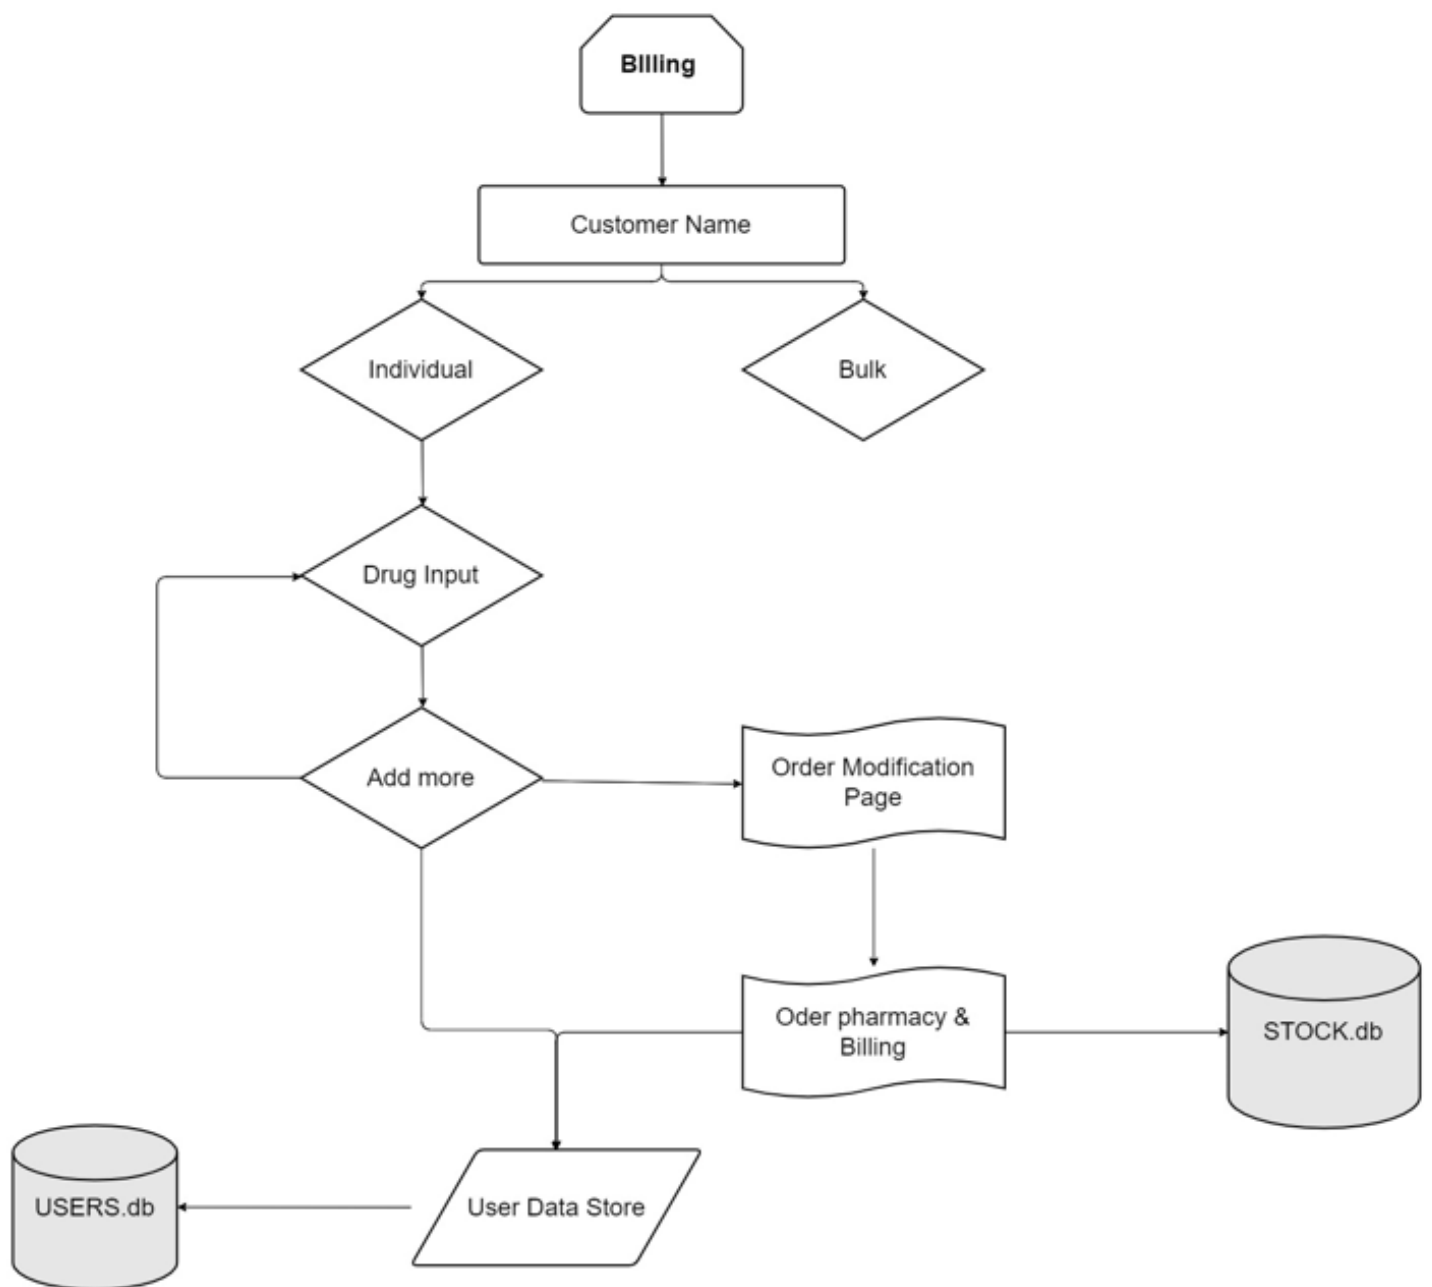 BIlling
Customer Name
Individual
Bulk
Drug Input
Add more
Order Modification
Page
Oder pharmacy &
Billing
STOCK.db
USERS.db
User Data Store